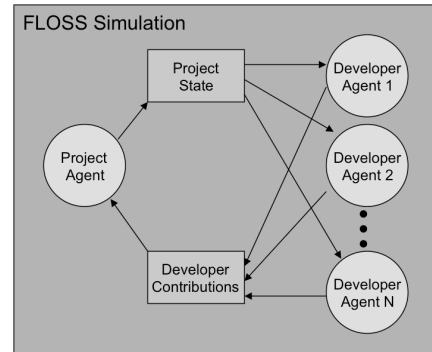 FLOSS Simulation
Project
State
Developer
Agent 1
Project
Agent
Developer
Agent 2
Developer
Contributions
Developer
Agent N